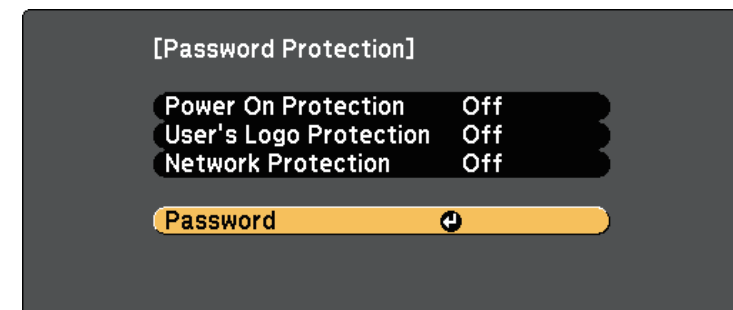 [Password Protection]
Power On Protection Off
User's Logo Protection Off
Network Protection Off
Password